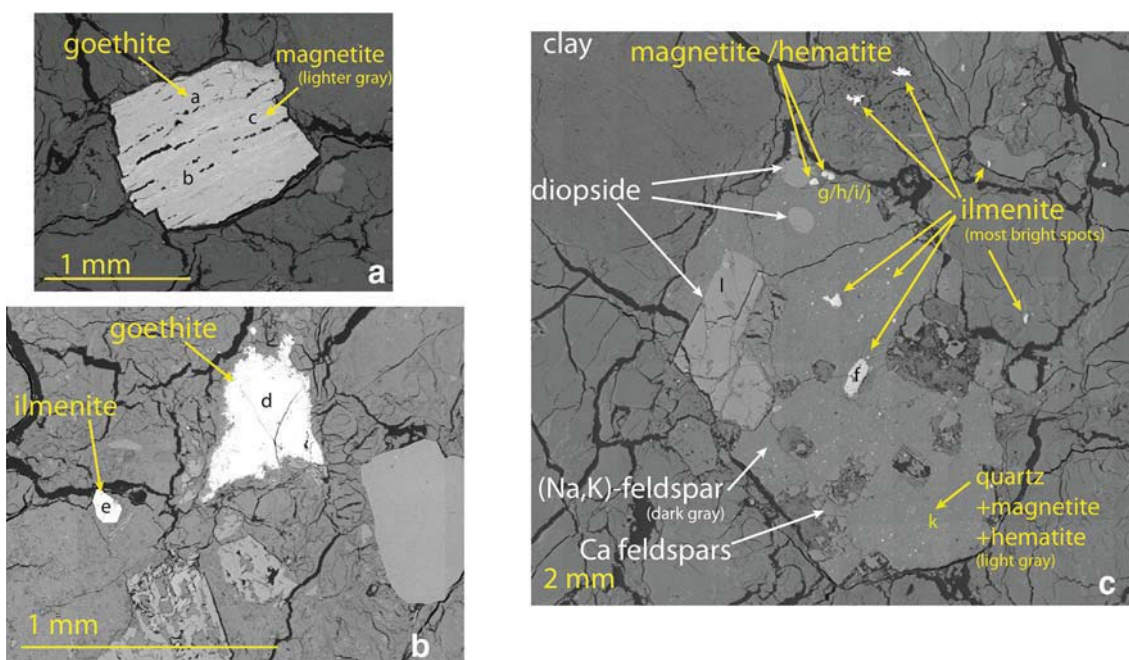 goethite
magnetite
(lighter gray)
a
c
b
1 mm
a
goethite
ilmenite
d
e
1 mm
b
clay
magnetite /hematite
diopside
g/h/i/j
ilmenite
(most bright spots)
l
f
(Na,K)-feldspar
(dark gray)
Ca feldspars
k
quartz
+magnetite
+hematite
(light gray)
2 mm
c